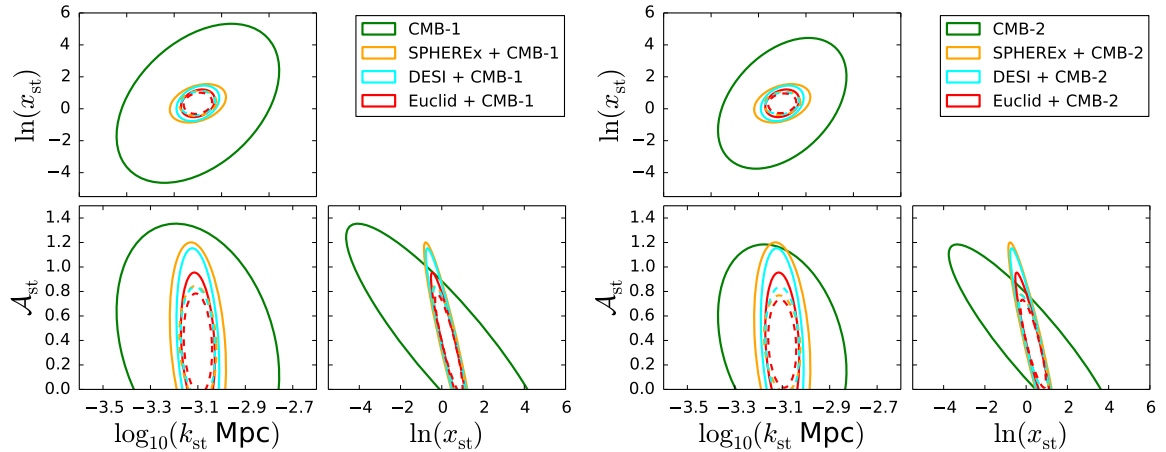 6
4
2
0
−2
−4
ln(x_st)
CMB-1
SPHEREx + CMB-1
DESI + CMB-1
Euclid + CMB-1
1.4
1.2
1.0
0.8
0.6
0.4
0.2
0.0
𝒜_st
−3.5 −3.3 −3.1 −2.9 −2.7
log₁₀(k_st Mpc)
−4 −2 0 2 4 6
ln(x_st)
6
4
2
0
−2
−4
ln(x_st)
CMB-2
SPHEREx + CMB-2
DESI + CMB-2
Euclid + CMB-2
1.4
1.2
1.0
0.8
0.6
0.4
0.2
0.0
𝒜_st
−3.5 −3.3 −3.1 −2.9 −2.7
log₁₀(k_st Mpc)
−4 −2 0 2 4 6
ln(x_st)